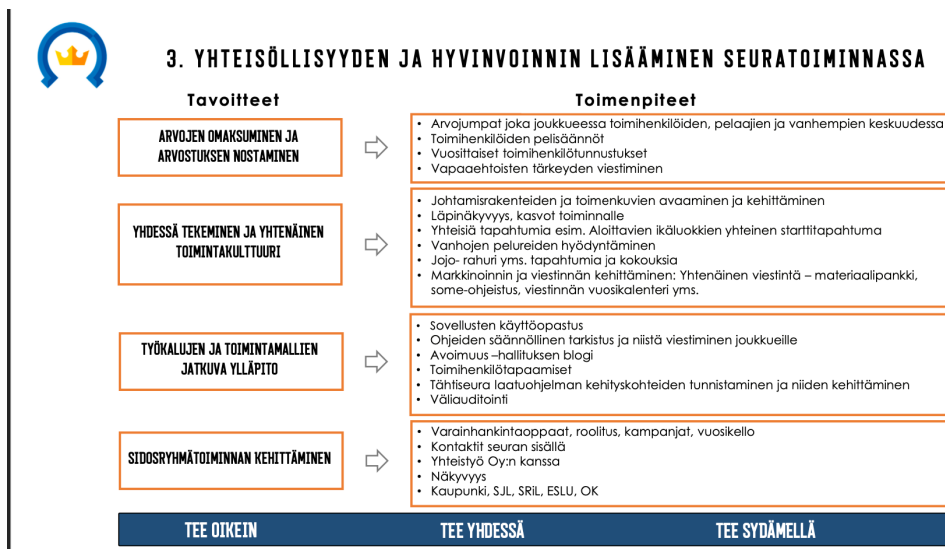 3. YHTEISÖLLISYYDEN JA HYVINVOINNIN LISÄÄMINEN SEURATOIMINNASSA
Tavoitteet
Toimenpiteet
ARVOJEN OMAKSUMINEN JA
ARVOSTUKSEN NOSTAMINEN
• Arvojumpat joka joukkueessa toimihenkilöiden, pelaajien ja vanhempien keskuudessa
• Toimihenkilöiden pelisäännöt
• Vuosittaiset toimihenkilötunnustukset
• Vapaaehtoisten tärkeyden viestiminen
YHDESSÄ TEKEMINEN JA YHTENÄINEN
TOIMINTAKULTTUURI
• Johtamisrakenteiden ja toimenkuvien avaaminen ja kehittäminen
• Läpinäkyvyys, kasvot toiminnalle
• Yhteisiä tapahtumia esim. Aloittavien ikäluokkien yhteinen starttitapahtuma
• Vanhojen pelureiden hyödyntäminen
• Jojo- rahuri yms. tapahtumia ja kokouksia
• Markkinoinnin ja viestinnän kehittäminen: Yhtenäinen viestintä – materiaalipankki,
some-ohjeistus, viestinnän vuosikalenteri yms.
TYÖKALUJEN JA TOIMINTAMALLIEN
JATKUVA YLLÄPITO
• Sovellusten käyttöopastus
• Ohjeiden säännöllinen tarkistus ja niistä viestiminen joukkueille
• Avoimuus –hallituksen blogi
• Toimihenkilötapaamiset
• Tähtiseura laatuohjelman kehityskohteiden tunnistaminen ja niiden kehittäminen
• Väliauditointi
SIDOSRYHMÄTOIMINNAN KEHITTÄMINEN
• Varainhankintaoppaat, roolitus, kampanjat, vuosikello
• Kontaktit seuran sisällä
• Yhteistyö Oy:n kanssa
• Näkyvyys
• Kaupunki, SJL, SRiL, ESLU, OK
TEE OIKEIN
TEE YHDESSÄ
TEE SYDÄMELLÄ